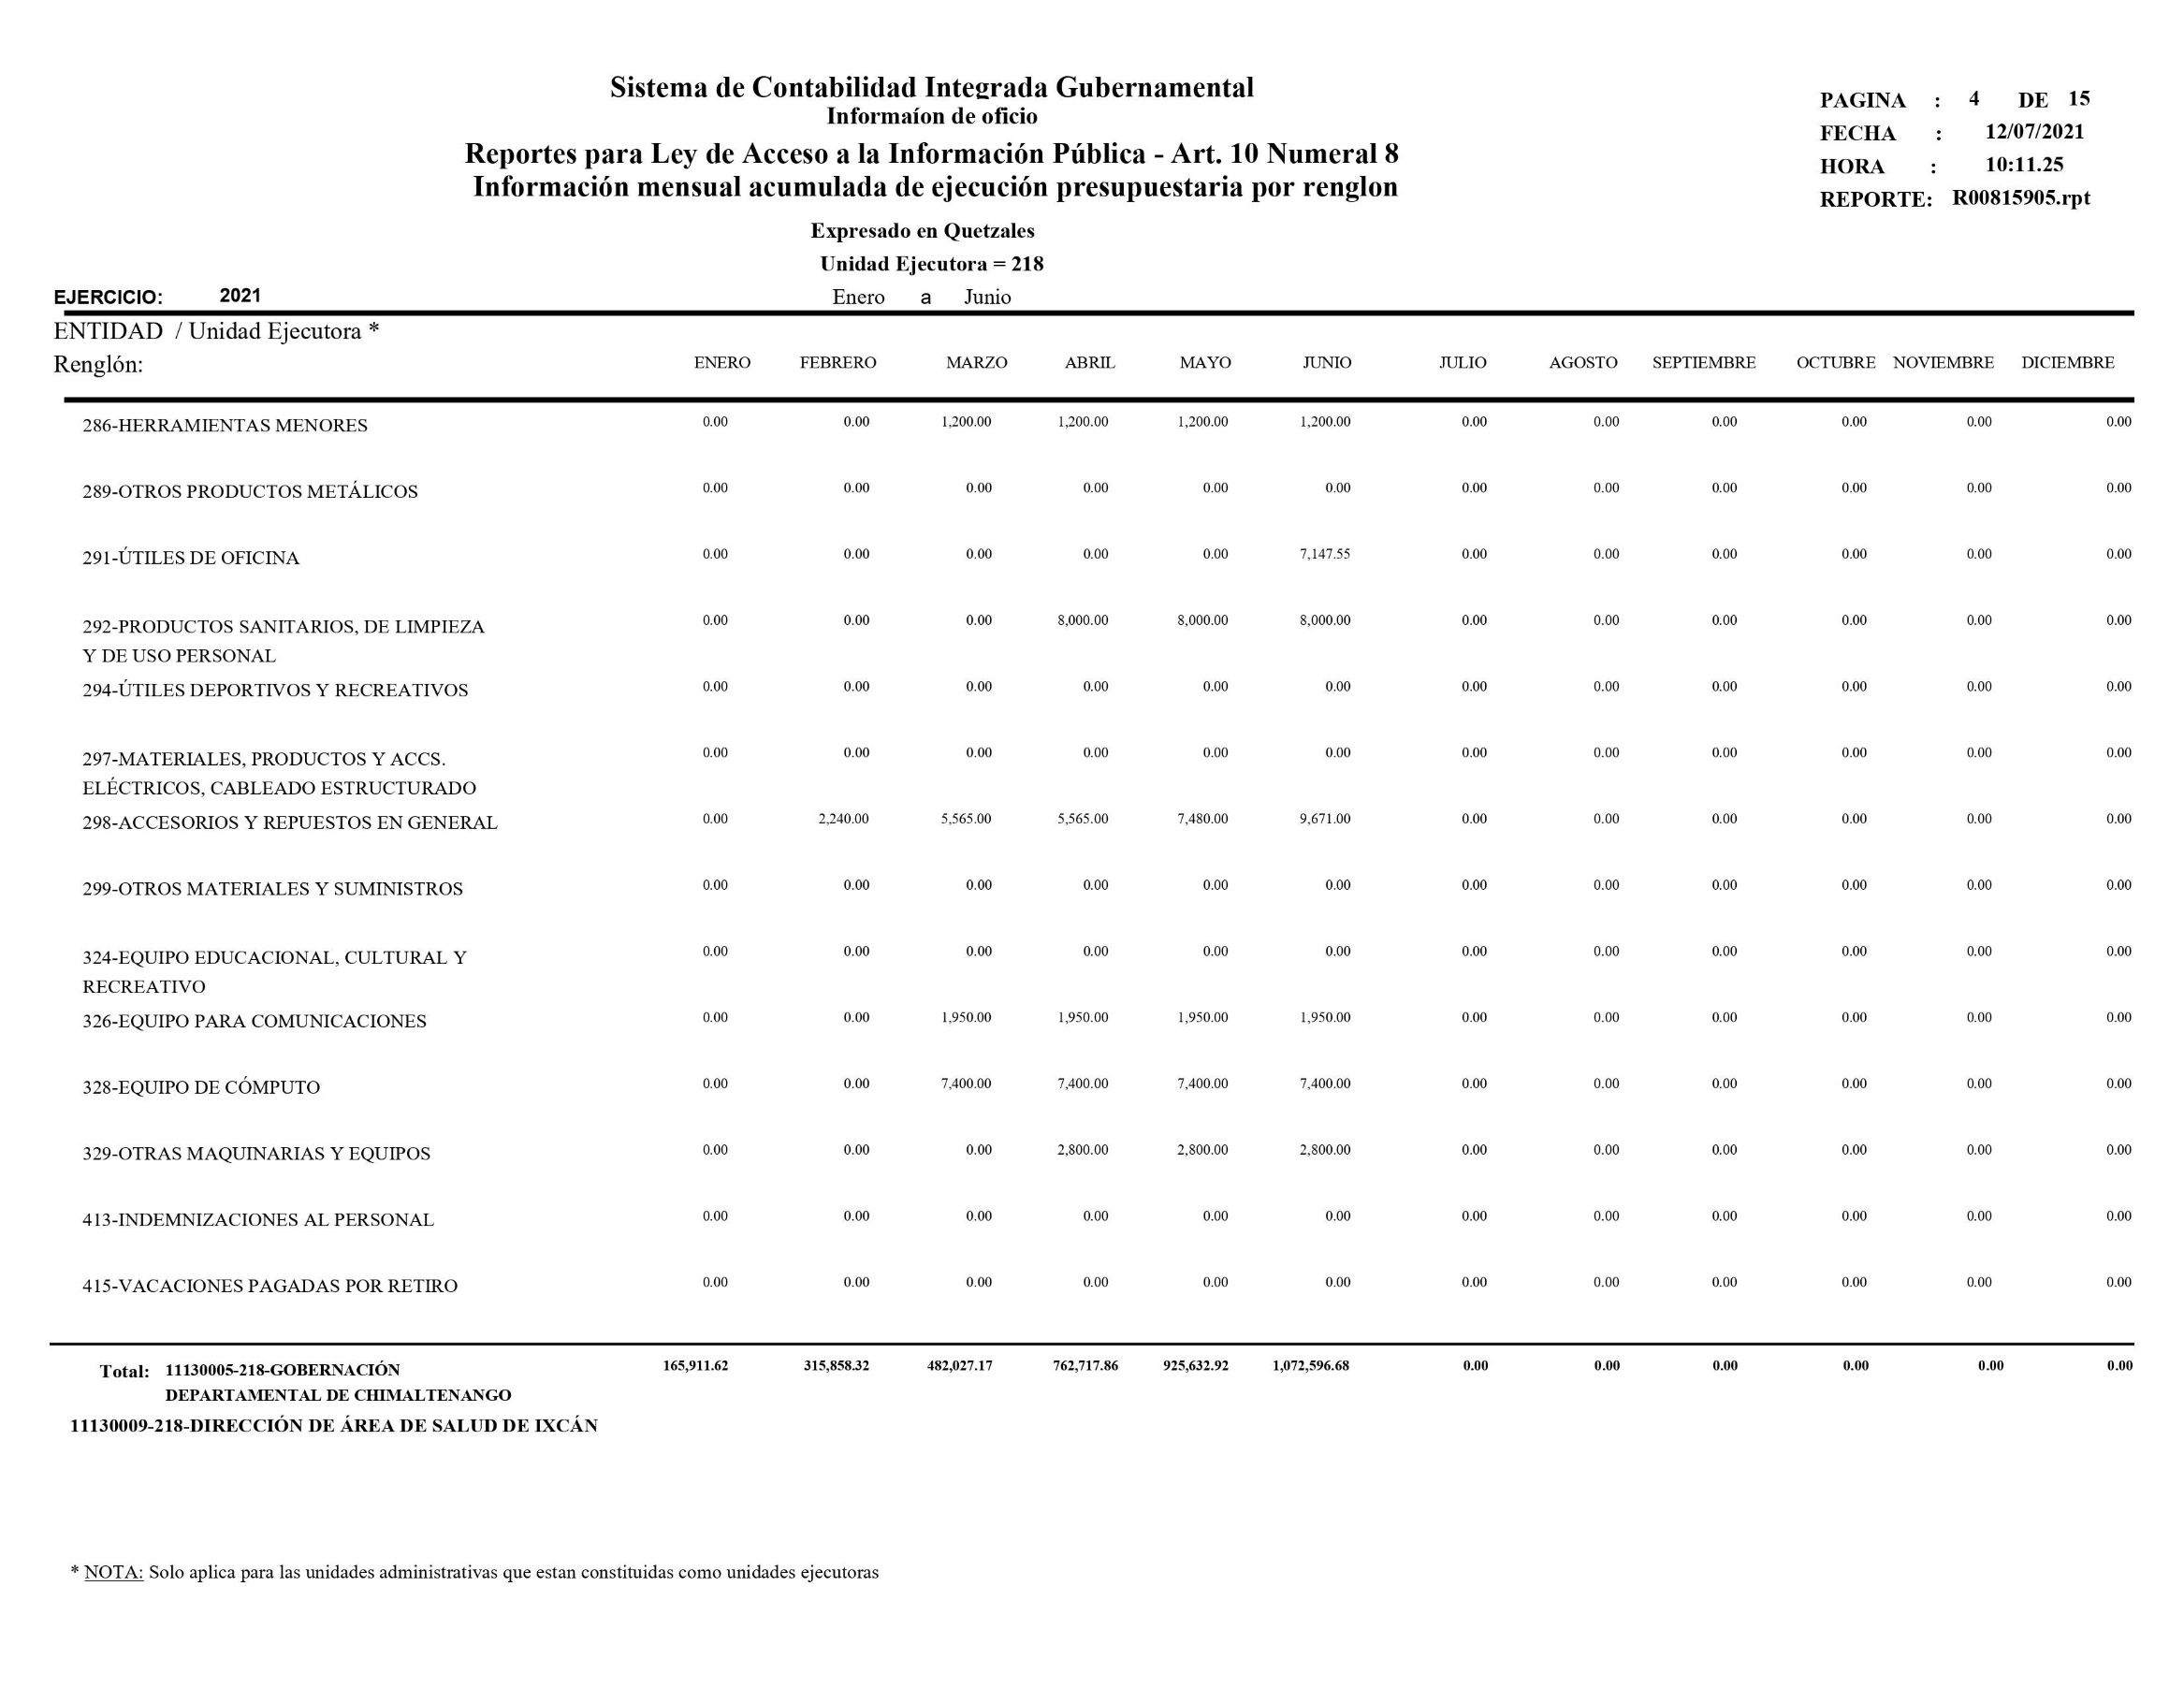 Sistema de Contabilidad Integrada Gubernamental
Informaíon de oficio
Reportes para Ley de Acceso a la Información Pública - Art. 10 Numeral 8
Información mensual acumulada de ejecución presupuestaria por renglon
Expresado en Quetzales
Unidad Ejecutora = 218
PAGINA : 4 DE 15
FECHA : 12/07/2021
HORA : 10:11.25
REPORTE: R00815905.rpt
EJERCICIO: 2021 Enero a Junio
ENTIDAD / Unidad Ejecutora *
Renglón: ENERO FEBRERO MARZO ABRIL MAYO JUNIO JULIO AGOSTO SEPTIEMBRE OCTUBRE NOVIEMBRE DICIEMBRE
286-HERRAMIENTAS MENORES 0.00 0.00 1,200.00 1,200.00 1,200.00 1,200.00 0.00 0.00 0.00 0.00 0.00 0.00
289-OTROS PRODUCTOS METÁLICOS 0.00 0.00 0.00 0.00 0.00 0.00 0.00 0.00 0.00 0.00 0.00 0.00
291-ÚTILES DE OFICINA 0.00 0.00 0.00 0.00 0.00 7,147.55 0.00 0.00 0.00 0.00 0.00 0.00
292-PRODUCTOS SANITARIOS, DE LIMPIEZA 0.00 0.00 0.00 8,000.00 8,000.00 8,000.00 0.00 0.00 0.00 0.00 0.00 0.00
Y DE USO PERSONAL
294-ÚTILES DEPORTIVOS Y RECREATIVOS 0.00 0.00 0.00 0.00 0.00 0.00 0.00 0.00 0.00 0.00 0.00 0.00
297-MATERIALES, PRODUCTOS Y ACCS. 0.00 0.00 0.00 0.00 0.00 0.00 0.00 0.00 0.00 0.00 0.00 0.00
ELÉCTRICOS, CABLEADO ESTRUCTURADO
298-ACCESORIOS Y REPUESTOS EN GENERAL 0.00 2,240.00 5,565.00 5,565.00 7,480.00 9,671.00 0.00 0.00 0.00 0.00 0.00 0.00
299-OTROS MATERIALES Y SUMINISTROS 0.00 0.00 0.00 0.00 0.00 0.00 0.00 0.00 0.00 0.00 0.00 0.00
324-EQUIPO EDUCACIONAL, CULTURAL Y 0.00 0.00 0.00 0.00 0.00 0.00 0.00 0.00 0.00 0.00 0.00 0.00
RECREATIVO
326-EQUIPO PARA COMUNICACIONES 0.00 0.00 1,950.00 1,950.00 1,950.00 1,950.00 0.00 0.00 0.00 0.00 0.00 0.00
328-EQUIPO DE CÓMPUTO 0.00 0.00 7,400.00 7,400.00 7,400.00 7,400.00 0.00 0.00 0.00 0.00 0.00 0.00
329-OTRAS MAQUINARIAS Y EQUIPOS 0.00 0.00 0.00 2,800.00 2,800.00 2,800.00 0.00 0.00 0.00 0.00 0.00 0.00
413-INDEMNIZACIONES AL PERSONAL 0.00 0.00 0.00 0.00 0.00 0.00 0.00 0.00 0.00 0.00 0.00 0.00
415-VACACIONES PAGADAS POR RETIRO 0.00 0.00 0.00 0.00 0.00 0.00 0.00 0.00 0.00 0.00 0.00 0.00
Total: 11130005-218-GOBERNACIÓN 165,911.62 315,858.32 482,027.17 762,717.86 925,632.92 1,072,596.68 0.00 0.00 0.00 0.00 0.00 0.00
DEPARTAMENTAL DE CHIMALTENANGO
11130009-218-DIRECCIÓN DE ÁREA DE SALUD DE IXCÁN
* NOTA: Solo aplica para las unidades administrativas que estan constituidas como unidades ejecutoras